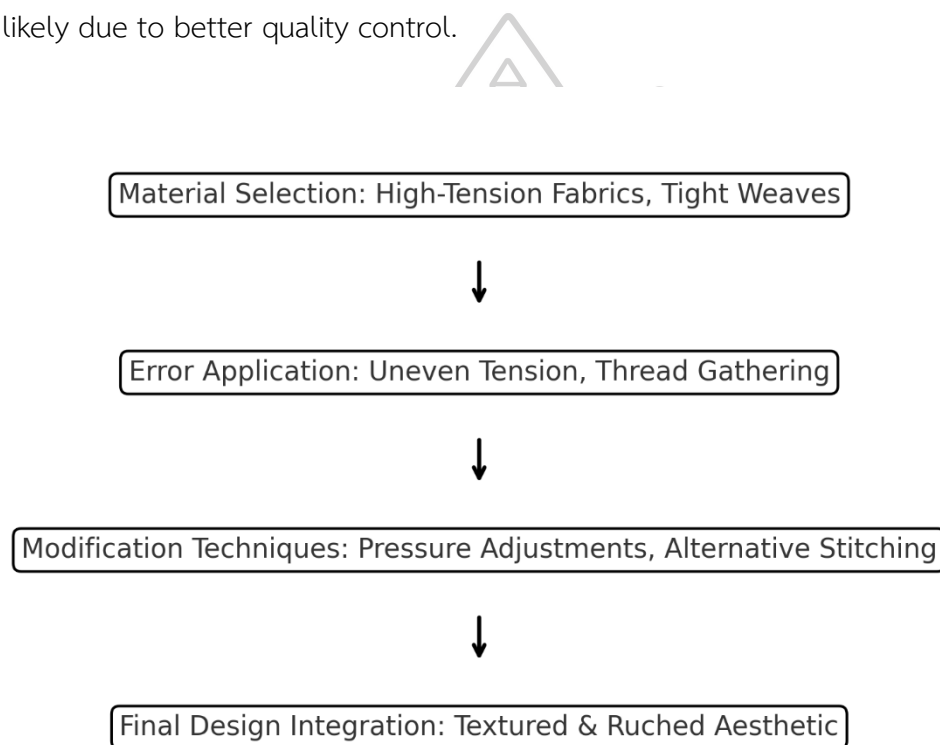 likely due to better quality control.
Material Selection: High-Tension Fabrics, Tight Weaves
Error Application: Uneven Tension, Thread Gathering
Modification Techniques: Pressure Adjustments, Alternative Stitching
Final Design Integration: Textured & Ruched Aesthetic